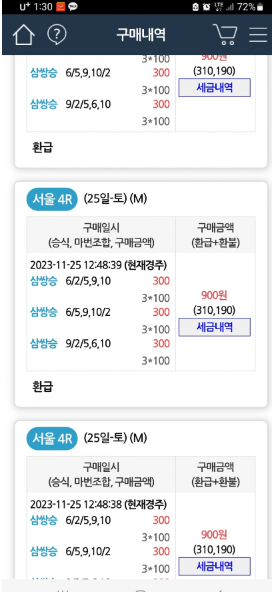 U+ 1:30 72%
구매내역
3*100 900원
삼쌍승 6/5,9,10/2 300 (310,190)
3*100 세금내역
삼쌍승 9/2/5,6,10 300
3*100
환급
서울 4R (25일-토) (M)
구매일시 구매금액
(승식, 마번조합, 구매금액) (환급+환불)
2023-11-25 12:48:39 (현재경주)
삼쌍승 6/2/5,9,10 300
3*100 900원
삼쌍승 6/5,9,10/2 300 (310,190)
3*100 세금내역
삼쌍승 9/2/5,6,10 300
3*100
환급
서울 4R (25일-토) (M)
구매일시 구매금액
(승식, 마번조합, 구매금액) (환급+환불)
2023-11-25 12:48:38 (현재경주)
삼쌍승 6/2/5,9,10 300
3*100 900원
삼쌍승 6/5,9,10/2 300 (310,190)
3*100 세금내역